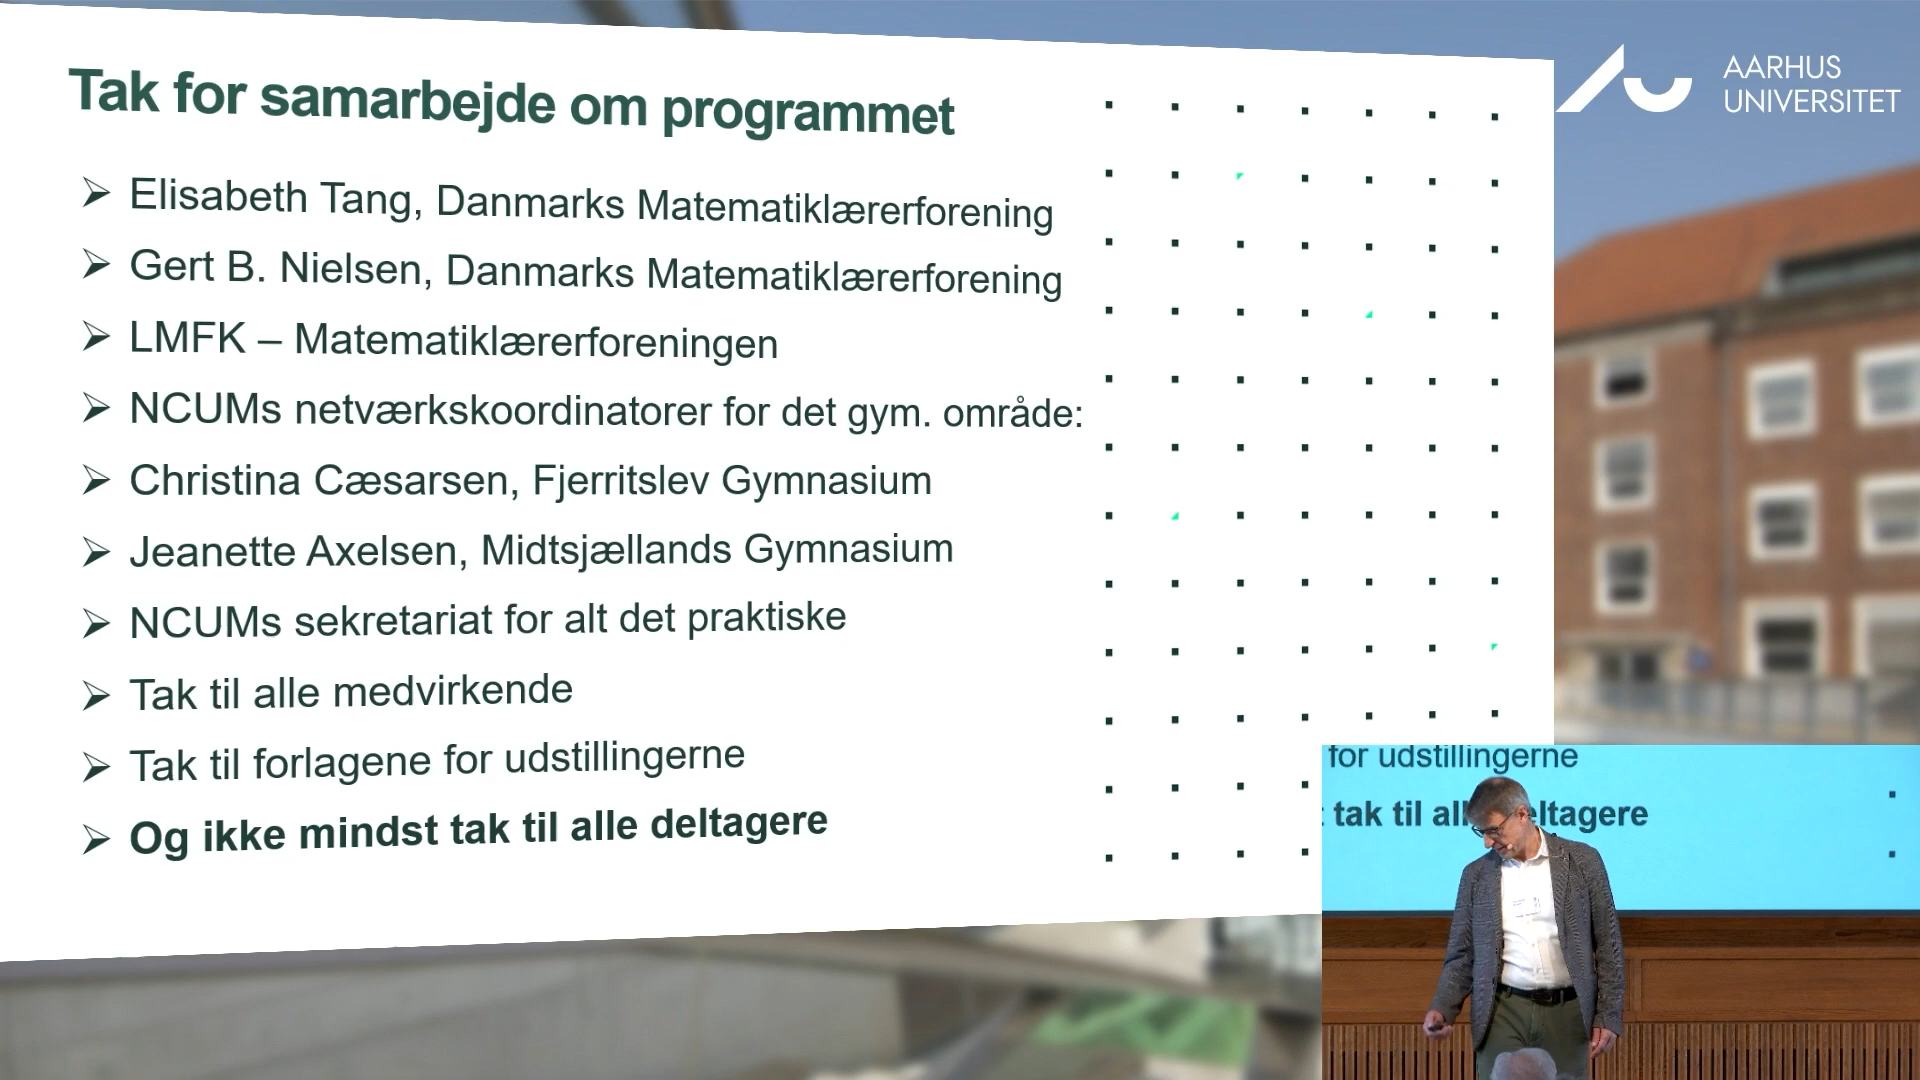 Tak for samarbejde om programmet
➢ Elisabeth Tang, Danmarks Matematiklærerforening
➢ Gert B. Nielsen, Danmarks Matematiklærerforening
➢ LMFK – Matematiklærerforeningen
➢ NCUMs netværkskoordinatorer for det gym. område:
➢ Christina Cæsarsen, Fjerritslev Gymnasium
➢ Jeanette Axelsen, Midtsjællands Gymnasium
➢ NCUMs sekretariat for alt det praktiske
➢ Tak til alle medvirkende
➢ Tak til forlagene for udstillingerne
➢ Og ikke mindst tak til alle deltagere
AARHUS
UNIVERSITET
for udstillingerne
tak til alle deltagere